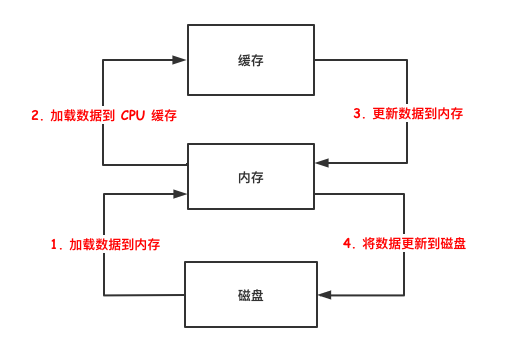 缓存
2. 加载数据到 CPU 缓存
3. 更新数据到内存
内存
1. 加载数据到内存
4. 将数据更新到磁盘
磁盘